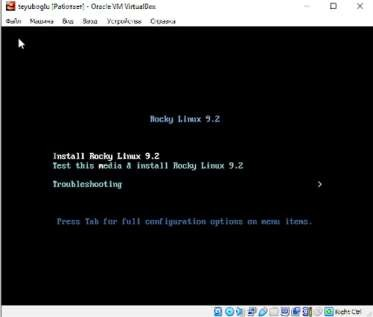 teyuboglu [Работает] - Oracle VM VirtualBox
Файл Машина Вид Ввод Устройства Справка
Rocky Linux 9.2
Install Rocky Linux 9.2
Test this media & install Rocky Linux 9.2
Troubleshooting >
Press Tab for full configuration options on menu items.
Right Ctrl